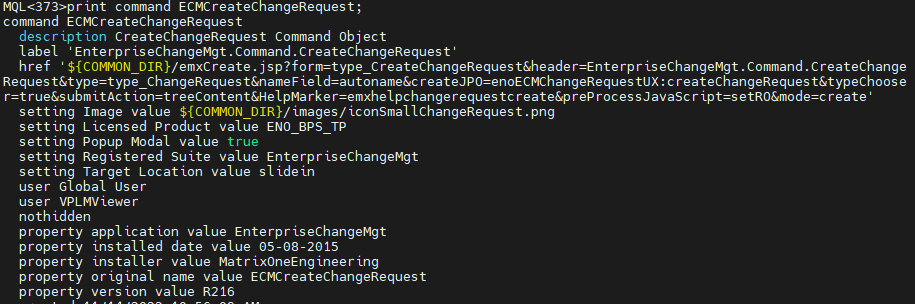 MQL<373>print command ECMCreateChangeRequest;
command ECMCreateChangeRequest
description CreateChangeRequest Command Object
label 'EnterpriseChangeMgt.Command.CreateChangeRequest'
href '${COMMON_DIR}/emxCreate.jsp?form=type_CreateChangeRequest&header=EnterpriseChangeMgt.Command.CreateChange
Request&type=type_ChangeRequest&nameField=autoname&createJPO=enoECMChangeRequestUX:createChangeRequest&typeChoose
r=true&submitAction=treeContent&HelpMarker=emxhelpchangerequestcreate&preProcessJavaScript=setRO&mode=create'
setting Image value ${COMMON_DIR}/images/iconSmallChangeRequest.png
setting Licensed Product value ENO_BPS_TP
setting Popup Modal value true
setting Registered Suite value EnterpriseChangeMgt
setting Target Location value slidein
user Global User
user VPLMViewer
nothidden
property application value EnterpriseChangeMgt
property installed date value 05-08-2015
property installer value MatrixOneEngineering
property original name value ECMCreateChangeRequest
property version value R216